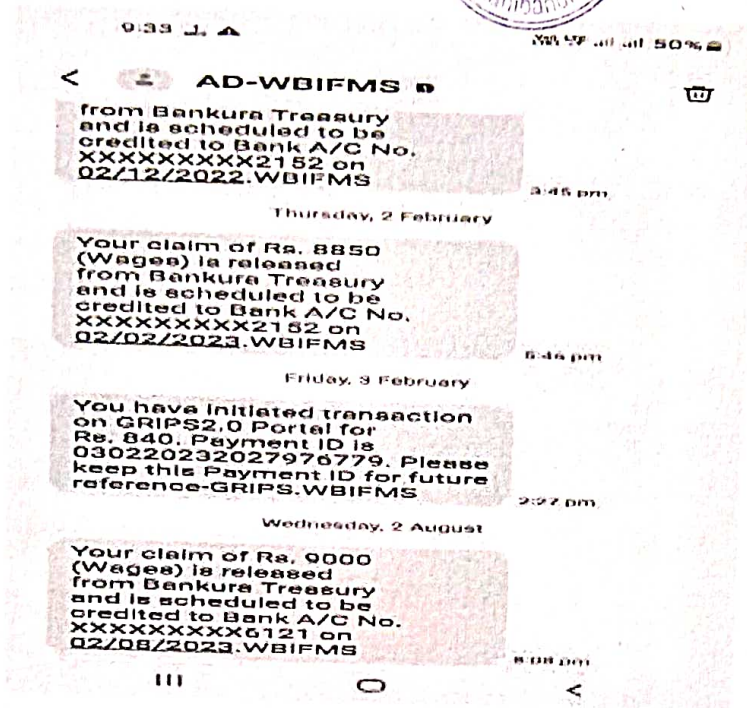 9:33
50%
AD-WBIFMS
from Bankura Treasury
and is scheduled to be
credited to Bank A/C No.
XXXXXXXXX2152 on
02/12/2022.WBIFMS
3:45 pm
Thursday, 2 February
Your claim of Rs. 8850
(Wages) is released
from Bankura Treasury
and is scheduled to be
credited to Bank A/C No.
XXXXXXXXX2152 on
02/02/2023.WBIFMS
5:46 pm
Friday, 3 February
You have initiated transaction
on GRIPS2.0 Portal for
Rs. 840. Payment ID is
030220232027976779. Please
keep this Payment ID for future
reference-GRIPS.WBIFMS
2:27 pm
Wednesday, 2 August
Your claim of Rs. 9000
(Wages) is released
from Bankura Treasury
and is scheduled to be
credited to Bank A/C No.
XXXXXXXXX6121 on
02/08/2023.WBIFMS